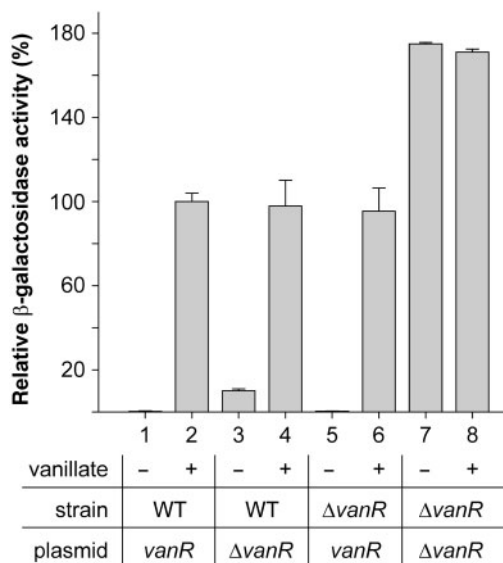 Relative β-galactosidase activity (%)
180
140
100
60
20
1 2 3 4 5 6 7 8
vanillate − + − + − + − +
strain WT WT ΔvanR ΔvanR
plasmid vanR ΔvanR vanR ΔvanR